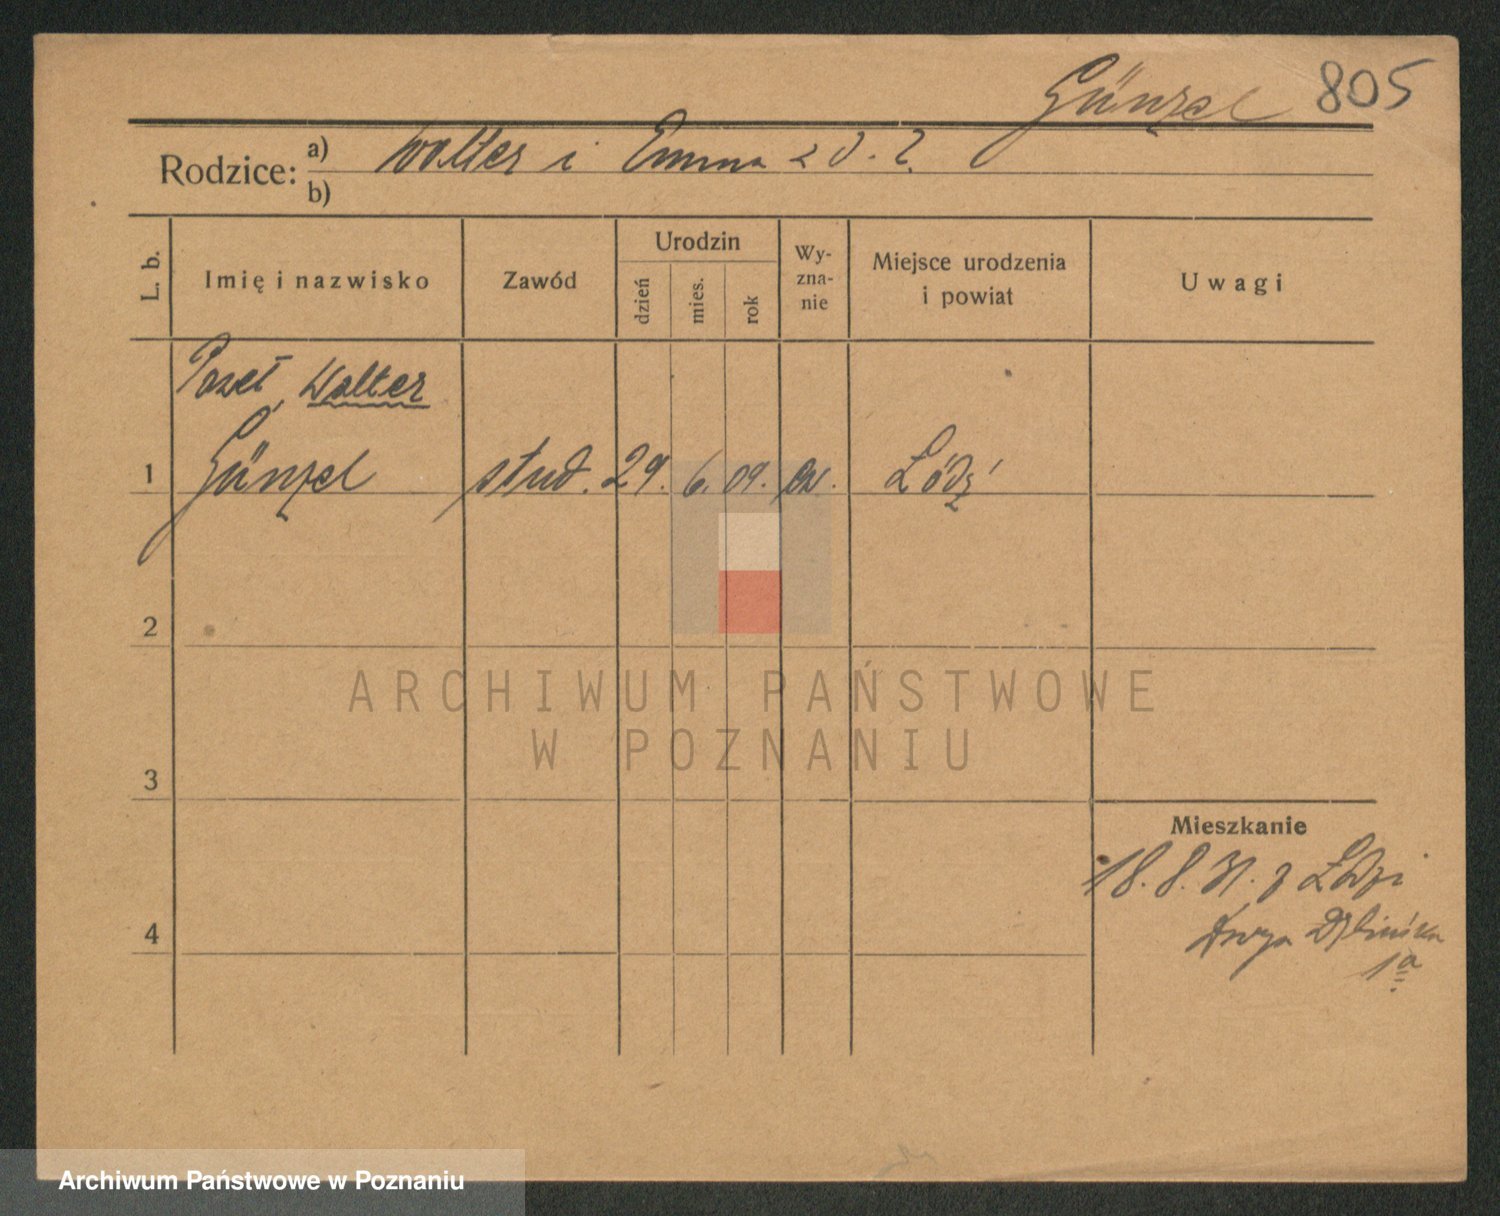 Günzel 805
Rodzice: a) Walter i Emma z d. ?
b)
L. b.
Imię i nazwisko
Zawód
Urodzin
dzień
mies.
rok
Wy-
zna-
nie
Miejsce urodzenia
i powiat
Uwagi
Walter
1 Günzel stud. 29. 6. 09. ew. Łódź
2
3
4
Mieszkanie
18. 8. 31. z Łodzi
1a
ARCHIWUM PAŃSTWOWE
W POZNANIU
Archiwum Państwowe w Poznaniu